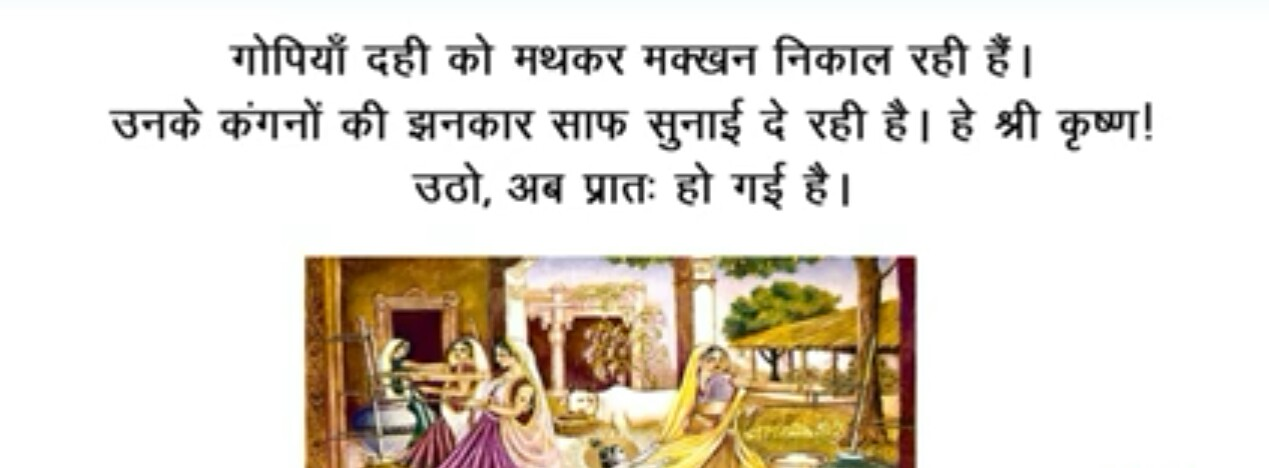 गोपियाँ दही को मथकर मक्खन निकाल रही हैं।
उनके कंगनों की झनकार साफ सुनाई दे रही है। हे श्री कृष्ण!
उठो, अब प्रातः हो गई है।